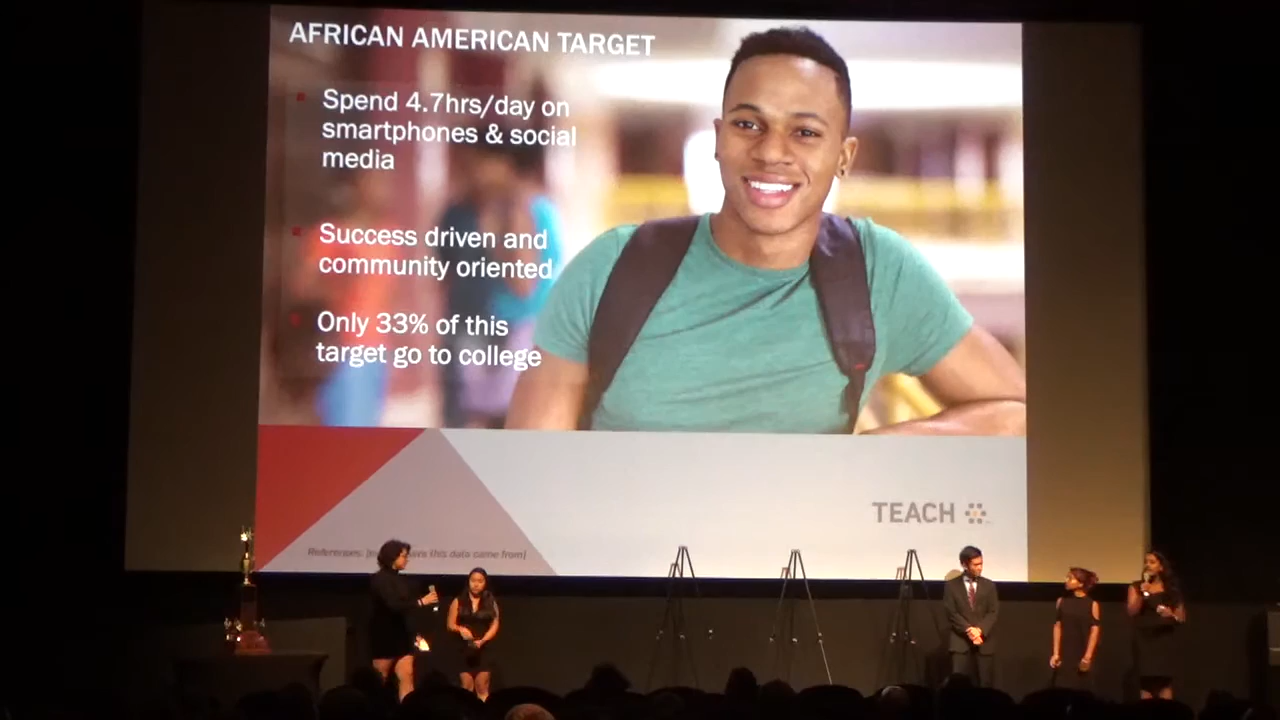 AFRICAN AMERICAN TARGET
Spend 4.7hrs/day on
smartphones & social
media
Success driven and
community oriented
Only 33% of this
target go to college
TEACH
References: this data came from]